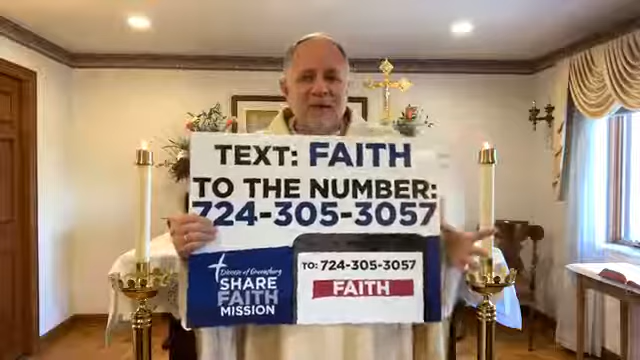 TEXT: FAITH
TO THE NUMBER:
724-305-3057
Diocese of Greensburg
SHARE
FAITH
MISSION
TO: 724-305-3057
FAITH